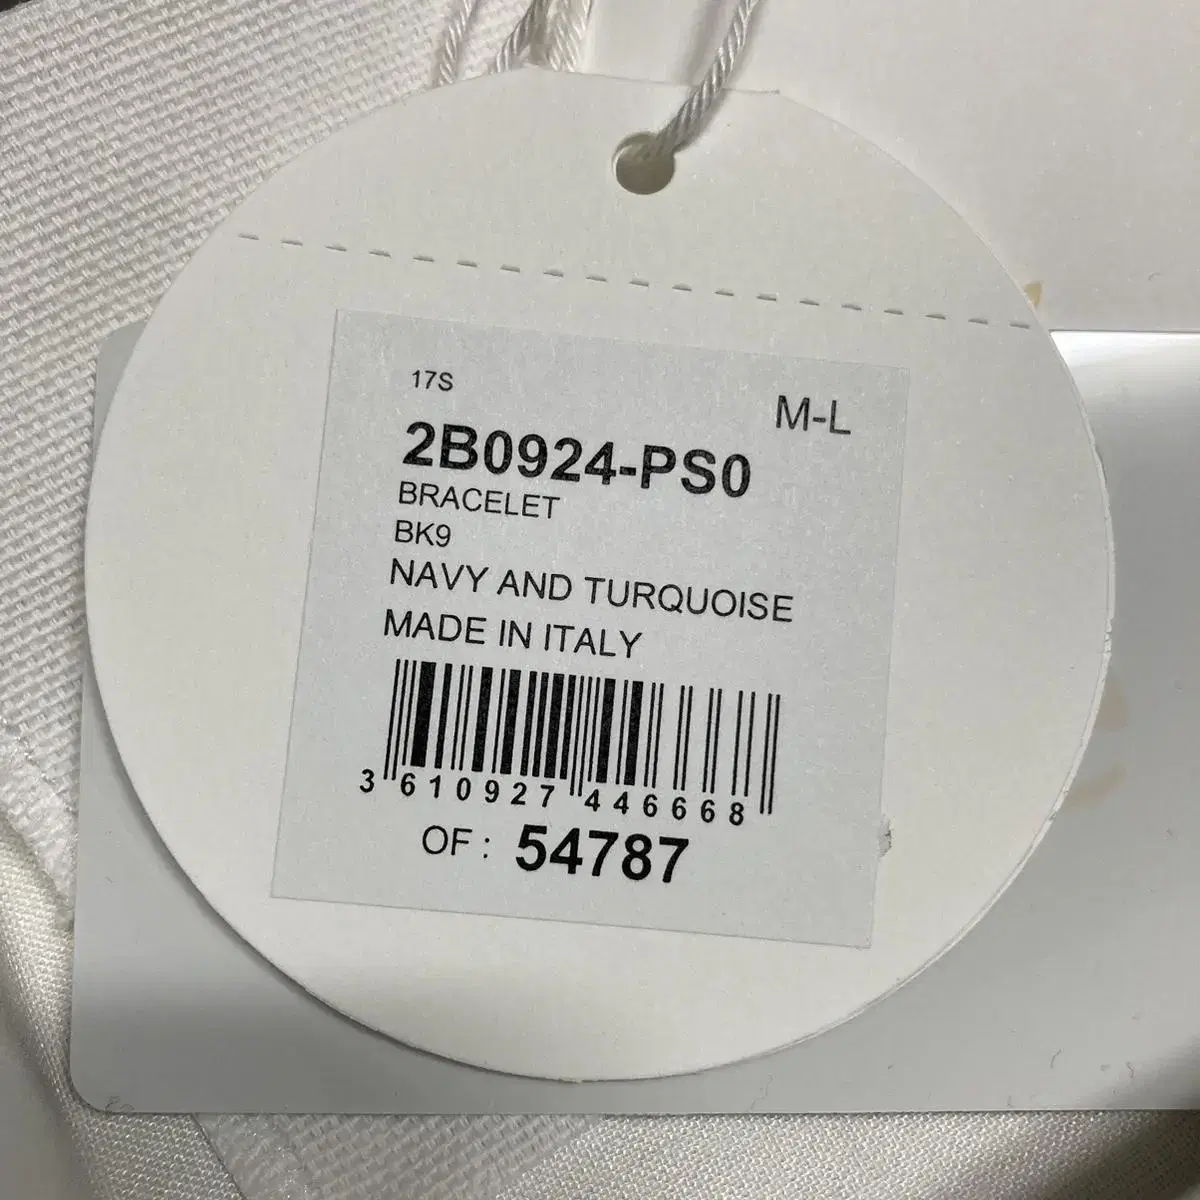 17S
M-L
2B0924-PS0
BRACELET
BK9
NAVY AND TURQUOISE
MADE IN ITALY
3 610927 446668
OF : 54787